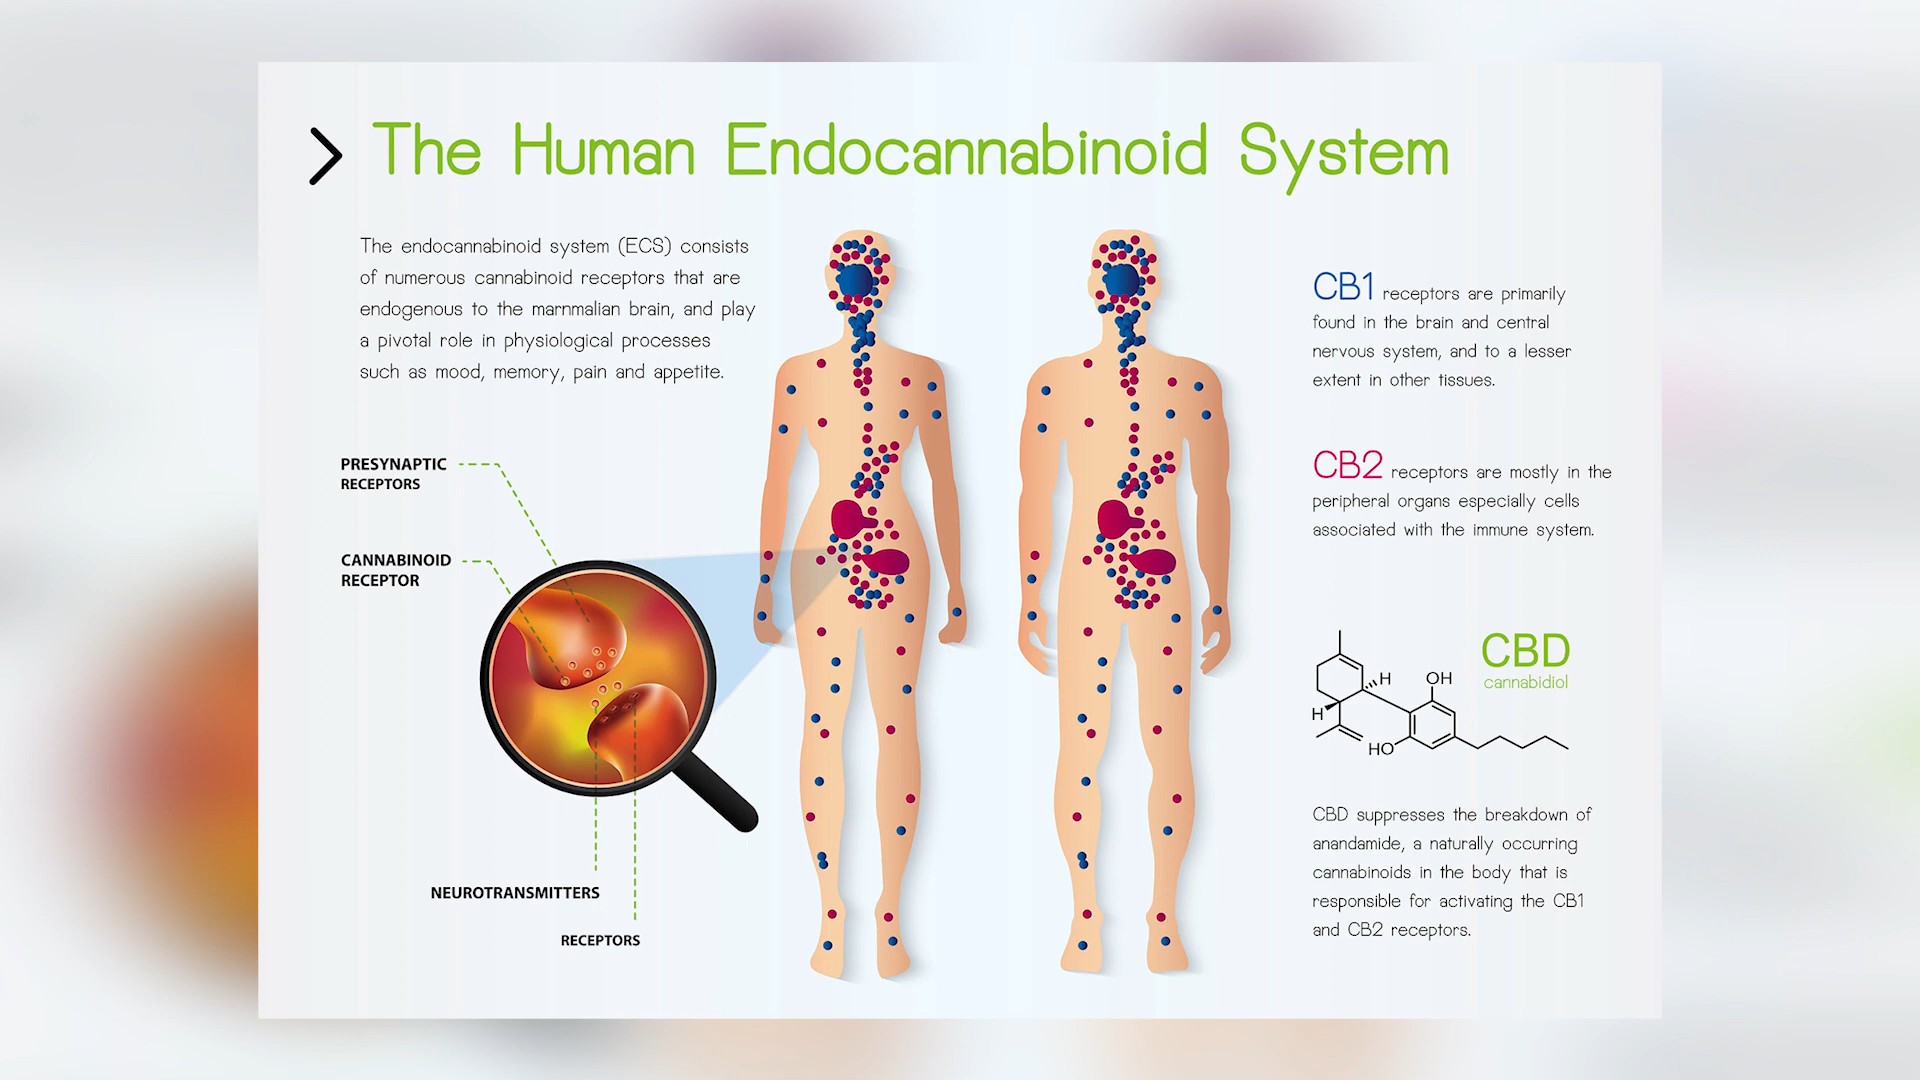 The Human Endocannabinoid System
The endocannabinoid system (ECS) consists
of numerous cannabinoid receptors that are
endogenous to the mammalian brain, and play
a pivotal role in physiological processes
such as mood, memory, pain and appetite.
PRESYNAPTIC
RECEPTORS
CANNABINOID
RECEPTOR
NEUROTRANSMITTERS
RECEPTORS
CB1 receptors are primarily
found in the brain and central
nervous system, and to a lesser
extent in other tissues.
CB2 receptors are mostly in the
peripheral organs especially cells
associated with the immune system.
CBD
cannabidiol
H
OH
H
HO
CBD suppresses the breakdown of
anandamide, a naturally occurring
cannabinoids in the body that is
responsible for activating the CB1
and CB2 receptors.